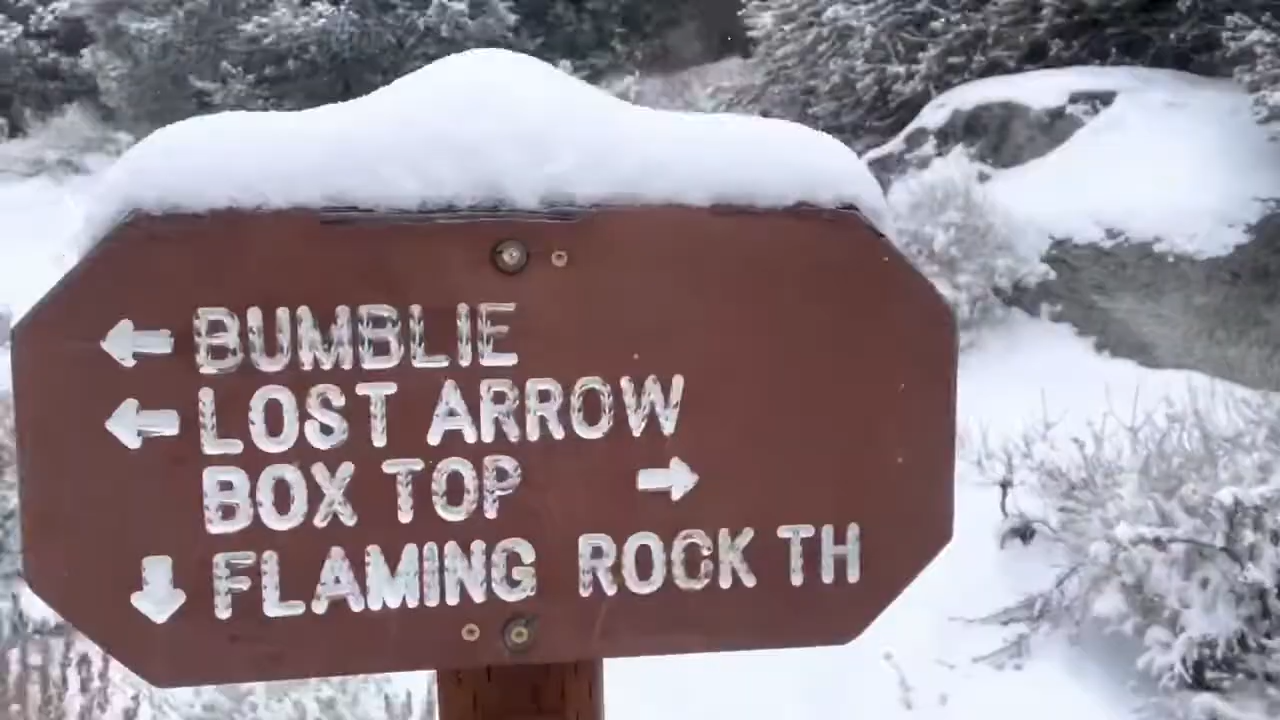 ← BUMBLIE
← LOST ARROW
BOX TOP →
↓ FLAMING ROCK TH